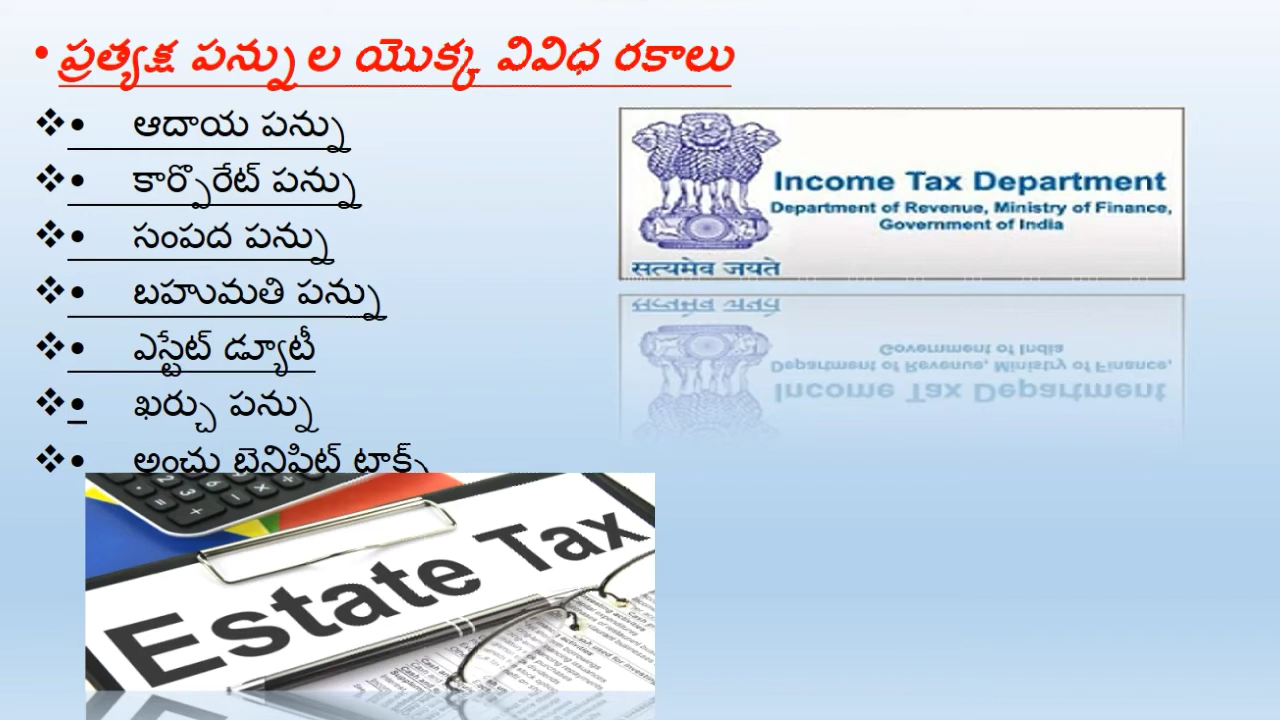 • ప్రత్యక్ష పన్ను ల యొక్క వివిధ రకాలు
❖• ఆదాయ పన్ను
❖• కార్పొరేట్ పన్ను
❖• సంపద పన్ను
❖• బహుమతి పన్ను
❖• ఎస్టేట్ డ్యూటీ
❖• ఖర్చు పన్ను
❖• అంచు బెనిఫిట్ టాక్స్
Income Tax Department
Department of Revenue, Ministry of Finance,
Government of India
सत्यमेव जयते
Estate Tax